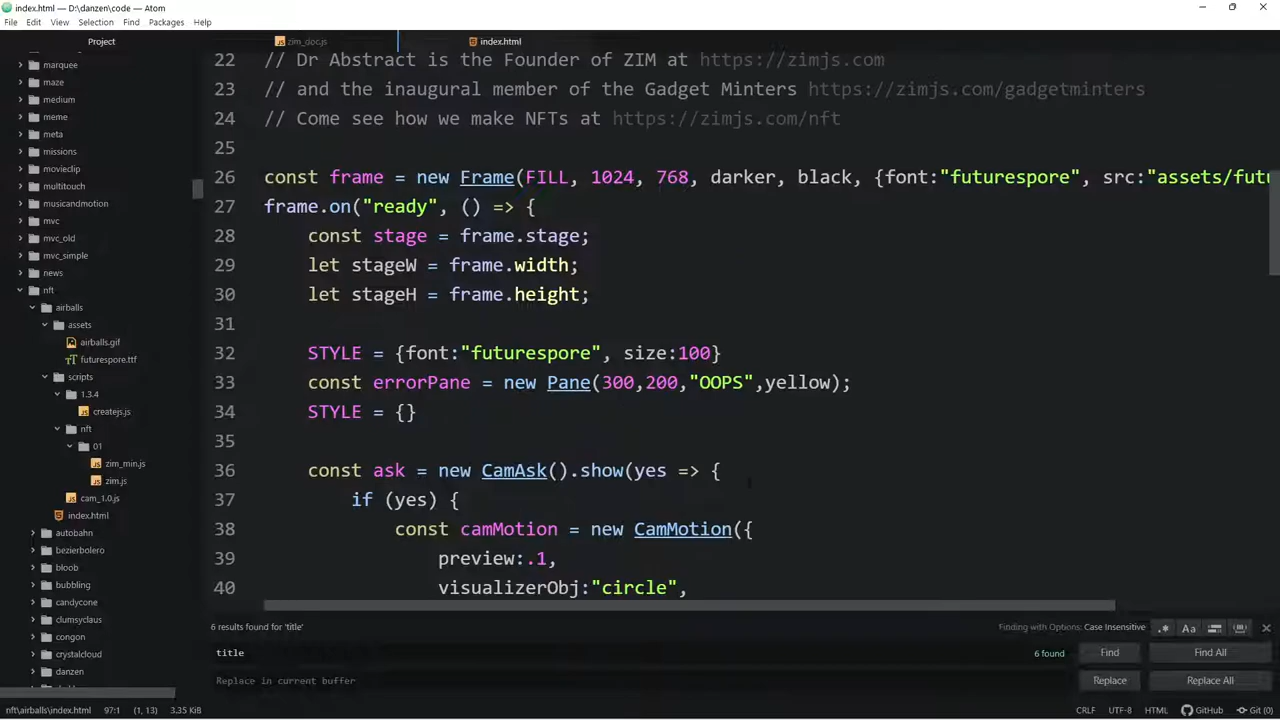 index.html — D:\danzen\code — Atom
File Edit View Selection Find Packages Help
Project
zim_doc.js
index.html
marquee
maze
medium
meme
meta
missions
movieclip
multitouch
musicandmotion
mvc
mvc_old
mvc_simple
news
nft
airballs
assets
airballs.gif
futurespore.ttf
scripts
1.3.4
createjs.js
nft
01
zim_min.js
zim.js
cam_1.0.js
index.html
autobahn
bezierbolero
bloob
bubbling
candycone
clumsyclaus
congon
crystalcloud
danzen
22 // Dr Abstract is the Founder of ZIM at https://zimjs.com
23 // and the inaugural member of the Gadget Minters https://zimjs.com/gadgetminters
24 // Come see how we make NFTs at https://zimjs.com/nft
25
26 const frame = new Frame(FILL, 1024, 768, darker, black, {font:"futurespore", src:"assets/futu
27 frame.on("ready", () => {
28 const stage = frame.stage;
29 let stageW = frame.width;
30 let stageH = frame.height;
31
32 STYLE = {font:"futurespore", size:100}
33 const errorPane = new Pane(300,200,"OOPS",yellow);
34 STYLE = {}
35
36 const ask = new CamAsk().show(yes => {
37 if (yes) {
38 const camMotion = new CamMotion({
39 preview:.1,
40 visualizerObj:"circle",
6 results found for 'title'
Finding with Options: Case Insensitive
.* Aa
title
6 found
Find
Find All
Replace in current buffer
Replace
Replace All
nft\airballs\index.html 97:1 (1, 13) 3.35 KiB
CRLF UTF-8 HTML GitHub Git (0)